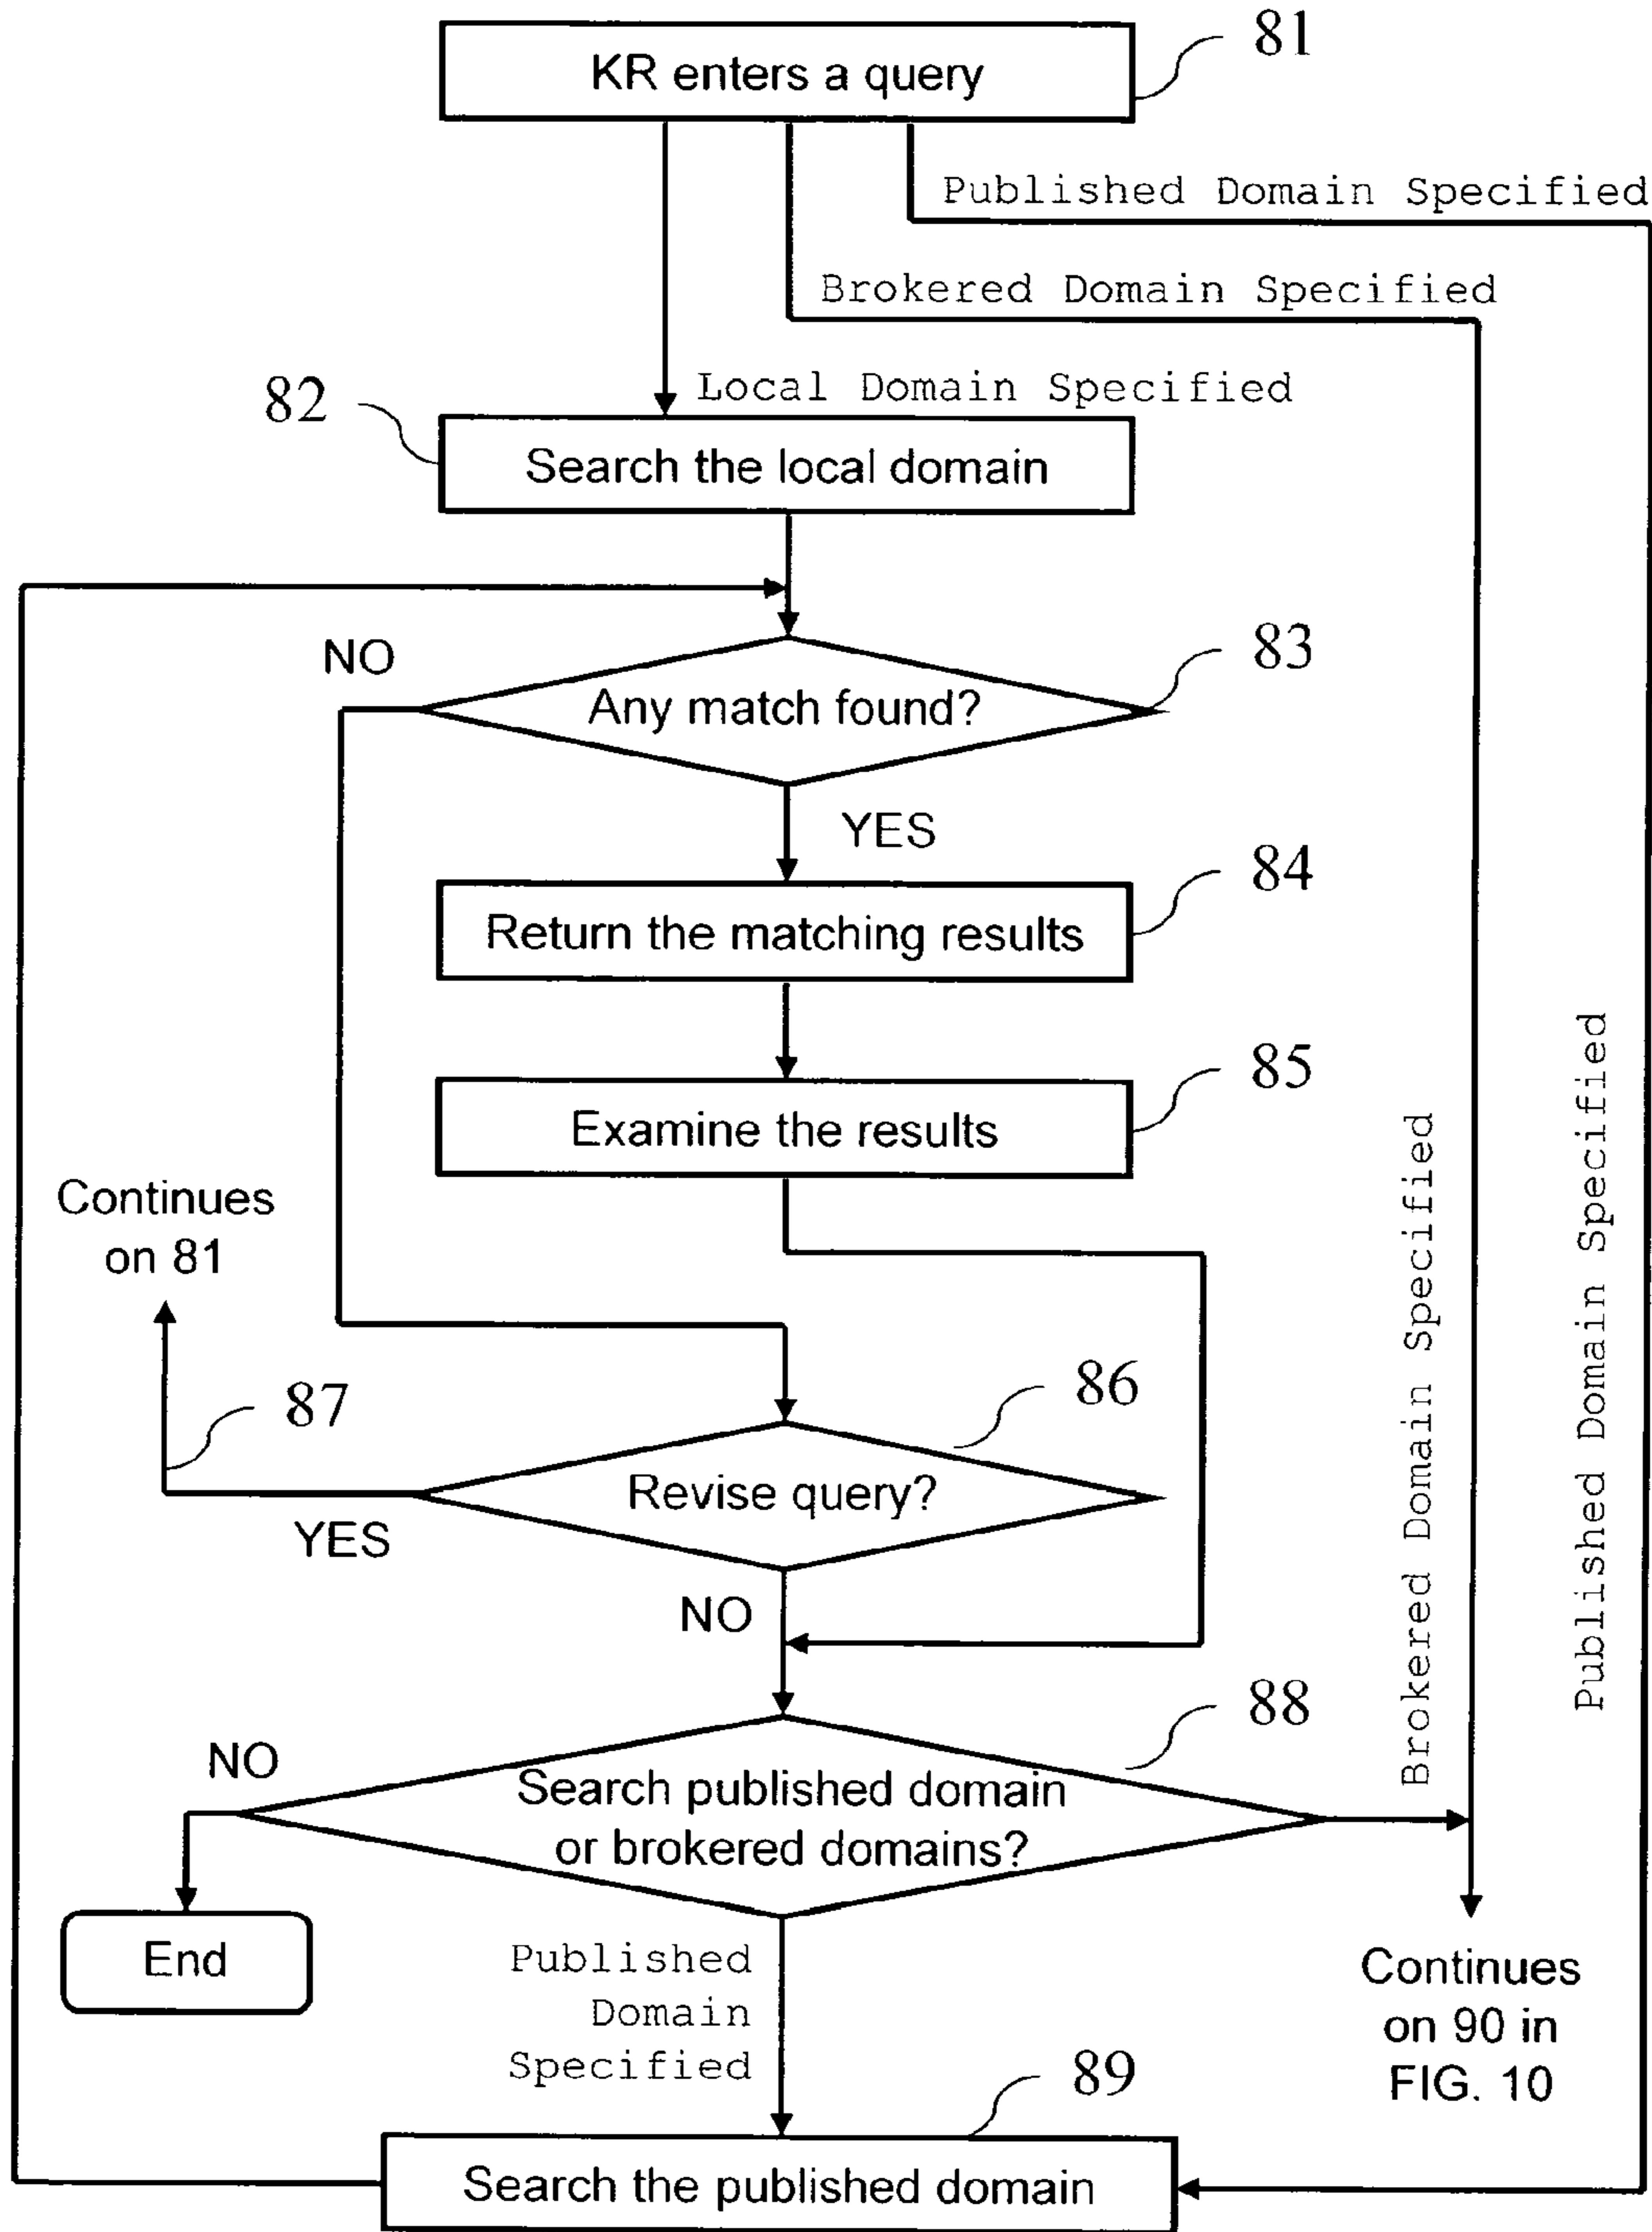 81
KR enters a query
Published Domain Specified
Brokered Domain Specified
Local Domain Specified
82
Search the local domain
NO
83
Any match found?
YES
84
Return the matching results
85
Examine the results
Continues
on 81
87
86
Revise query?
YES
NO
Brokered Domain Specified
Published Domain Specified
88
NO
Search published domain
or brokered domains?
End
Published
Domain
Specified
Continues
on 90 in
FIG. 10
89
Search the published domain